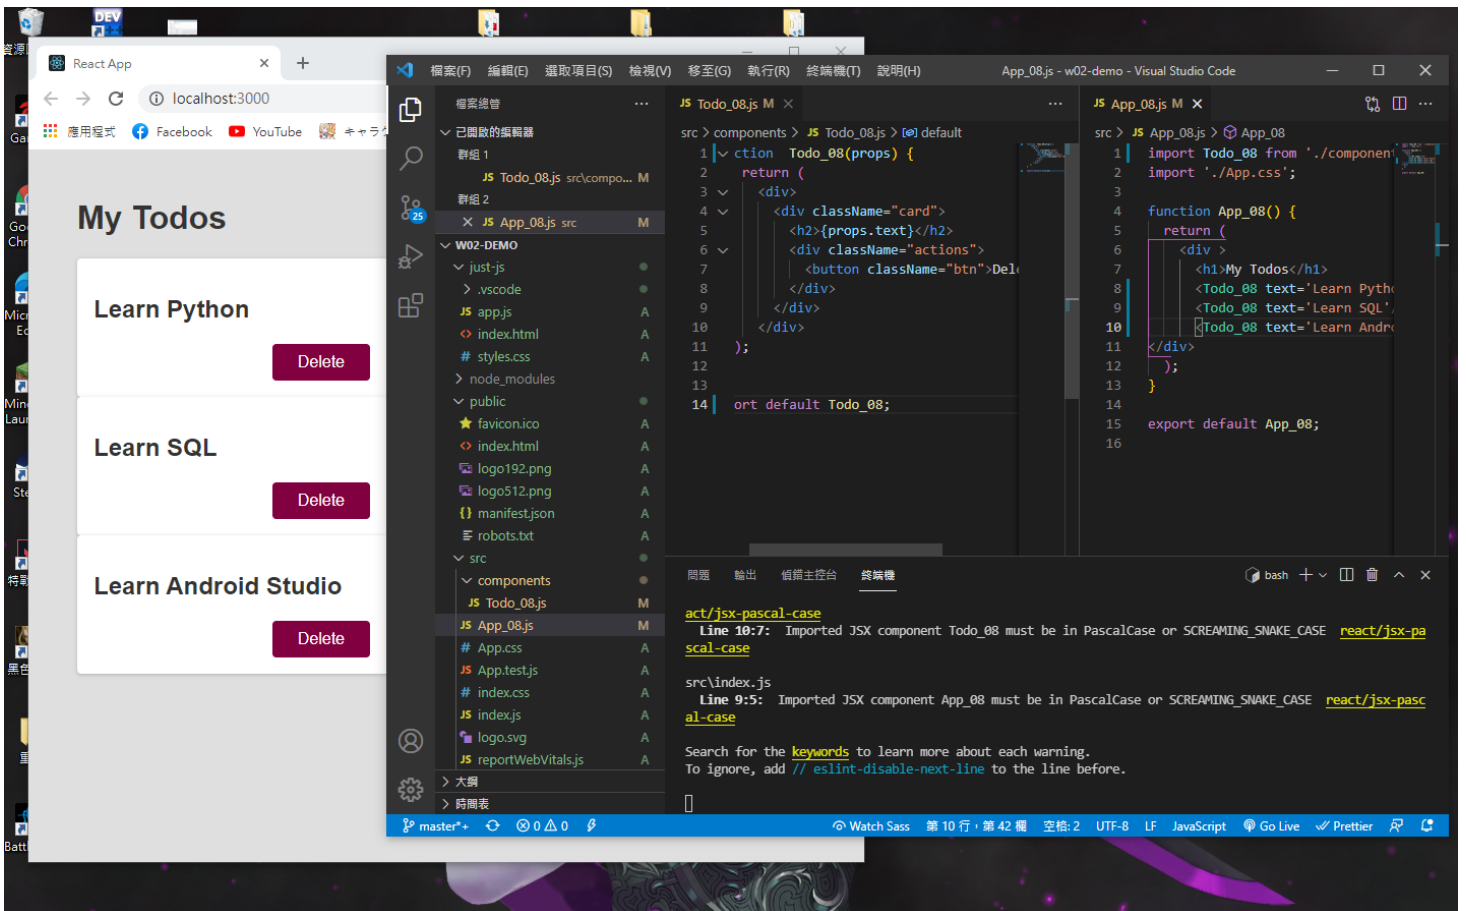 DEV
React App
localhost:3000
應用程式
Facebook
YouTube
My Todos
Learn Python
Delete
Learn SQL
Delete
Learn Android Studio
Delete
檔案(F) 編輯(E) 選取項目(S) 檢視(V) 移至(G) 執行(R) 終端機(T) 說明(H)
App_08.js - w02-demo - Visual Studio Code
檔案總管
已開啟的編輯器
群組 1
JS Todo_08.js src\compo... M
群組 2
JS App_08.js src M
W02-DEMO
just-js
.vscode
JS app.js A
index.html A
# styles.css A
node_modules
public
favicon.ico A
index.html A
logo192.png A
logo512.png A
{} manifest.json A
robots.txt A
src
components
JS Todo_08.js M
JS App_08.js M
# App.css A
JS App.test.js A
# index.css A
JS index.js A
logo.svg A
JS reportWebVitals.js A
大綱
時間表
25
JS Todo_08.js M
src > components > JS Todo_08.js > default
1 ction Todo_08(props) {
2 return (
3 <div>
4 <div className="card">
5 <h2>{props.text}</h2>
6 <div className="actions">
7 <button className="btn">Del
8 </div>
9 </div>
10 </div>
11 );
12
13
14 ort default Todo_08;
JS App_08.js M
src > JS App_08.js > App_08
1 import Todo_08 from './componen
2 import './App.css';
3
4 function App_08() {
5 return (
6 <div >
7 <h1>My Todos</h1>
8 <Todo_08 text='Learn Pyth
9 <Todo_08 text='Learn SQL'
10 <Todo_08 text='Learn Andr
11 </div>
12 );
13 }
14
15 export default App_08;
16
問題 輸出 偵錯主控台 終端機
bash
act/jsx-pascal-case
Line 10:7: Imported JSX component Todo_08 must be in PascalCase or SCREAMING_SNAKE_CASE react/jsx-pa
scal-case
src\index.js
Line 9:5: Imported JSX component App_08 must be in PascalCase or SCREAMING_SNAKE_CASE react/jsx-pasc
al-case
Search for the keywords to learn more about each warning.
To ignore, add // eslint-disable-next-line to the line before.
master*+ 0 0
Watch Sass 第 10 行，第 42 欄 空格: 2 UTF-8 LF JavaScript Go Live Prettier